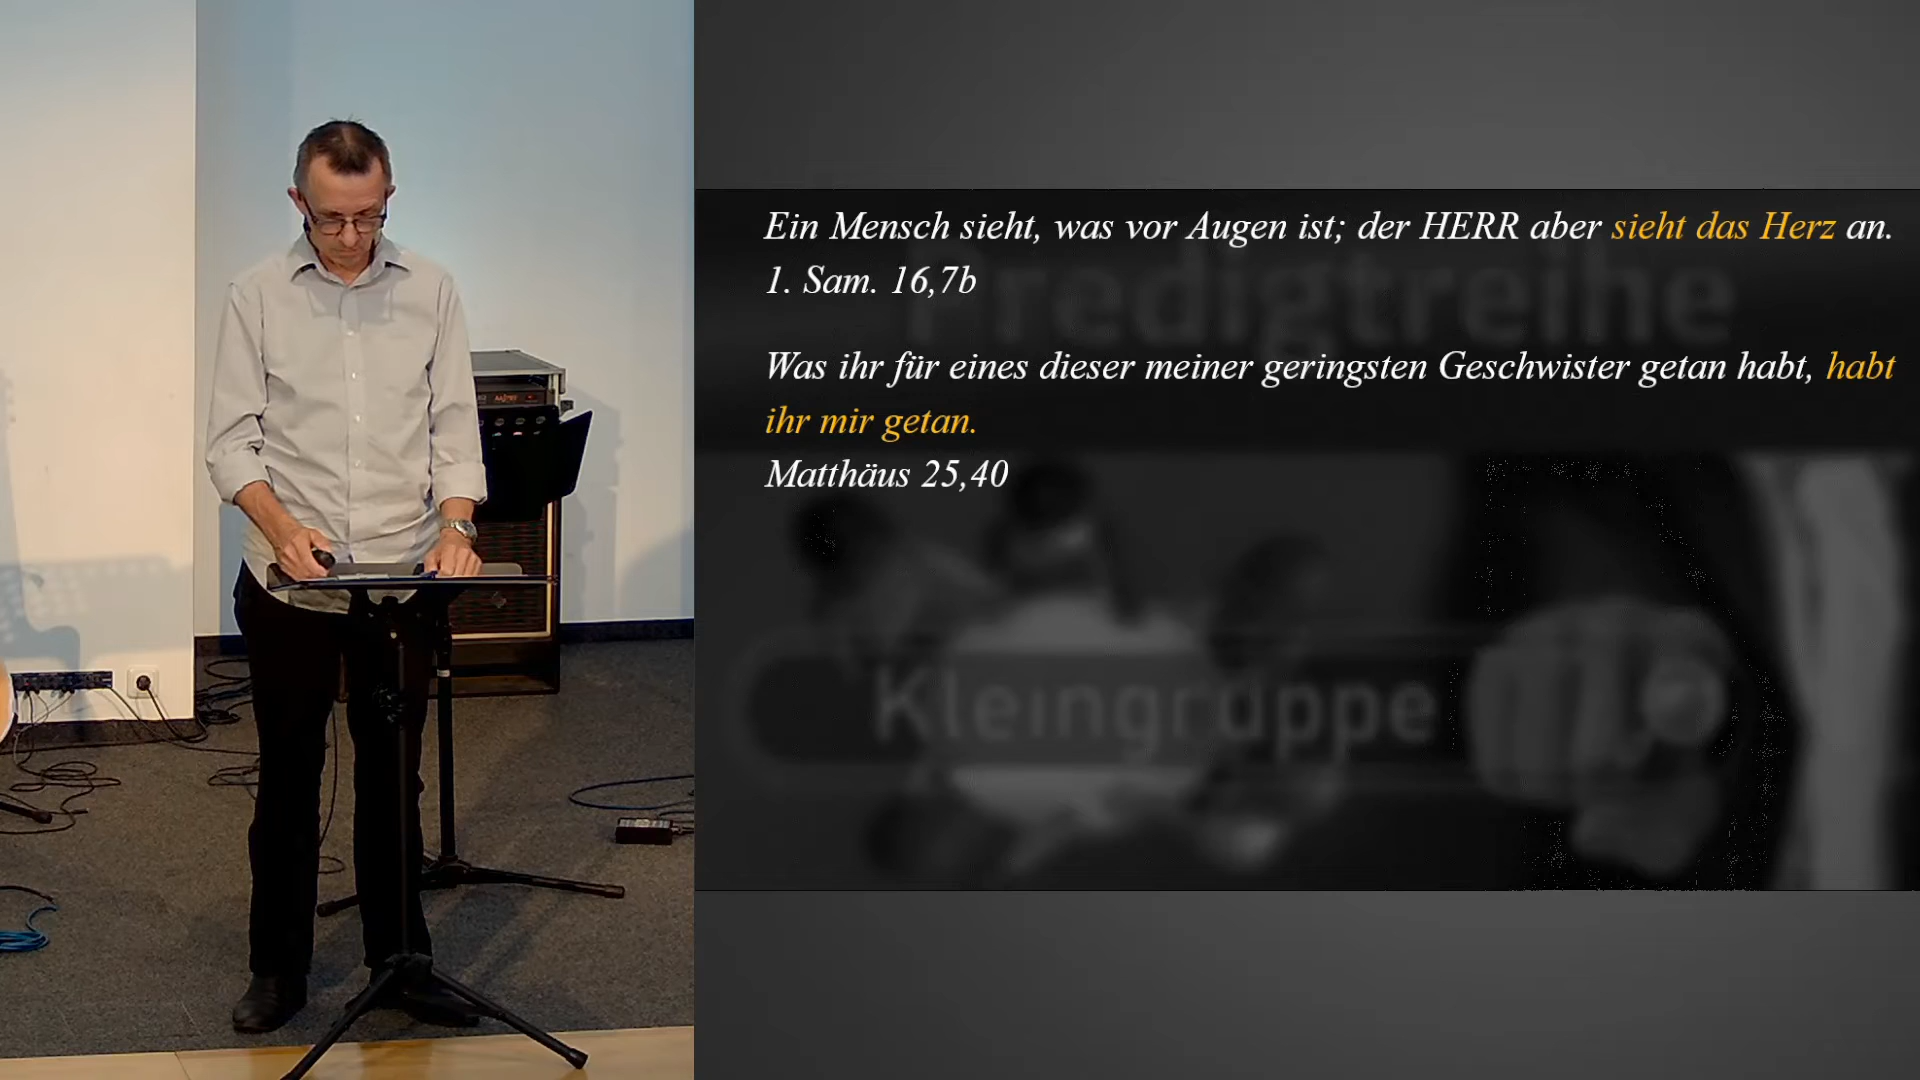 Ein Mensch sieht, was vor Augen ist; der HERR aber sieht das Herz an.
1. Sam. 16,7b
Predigtreihe
Was ihr für eines dieser meiner geringsten Geschwister getan habt, habt
ihr mir getan.
Matthäus 25,40
Kleingruppe